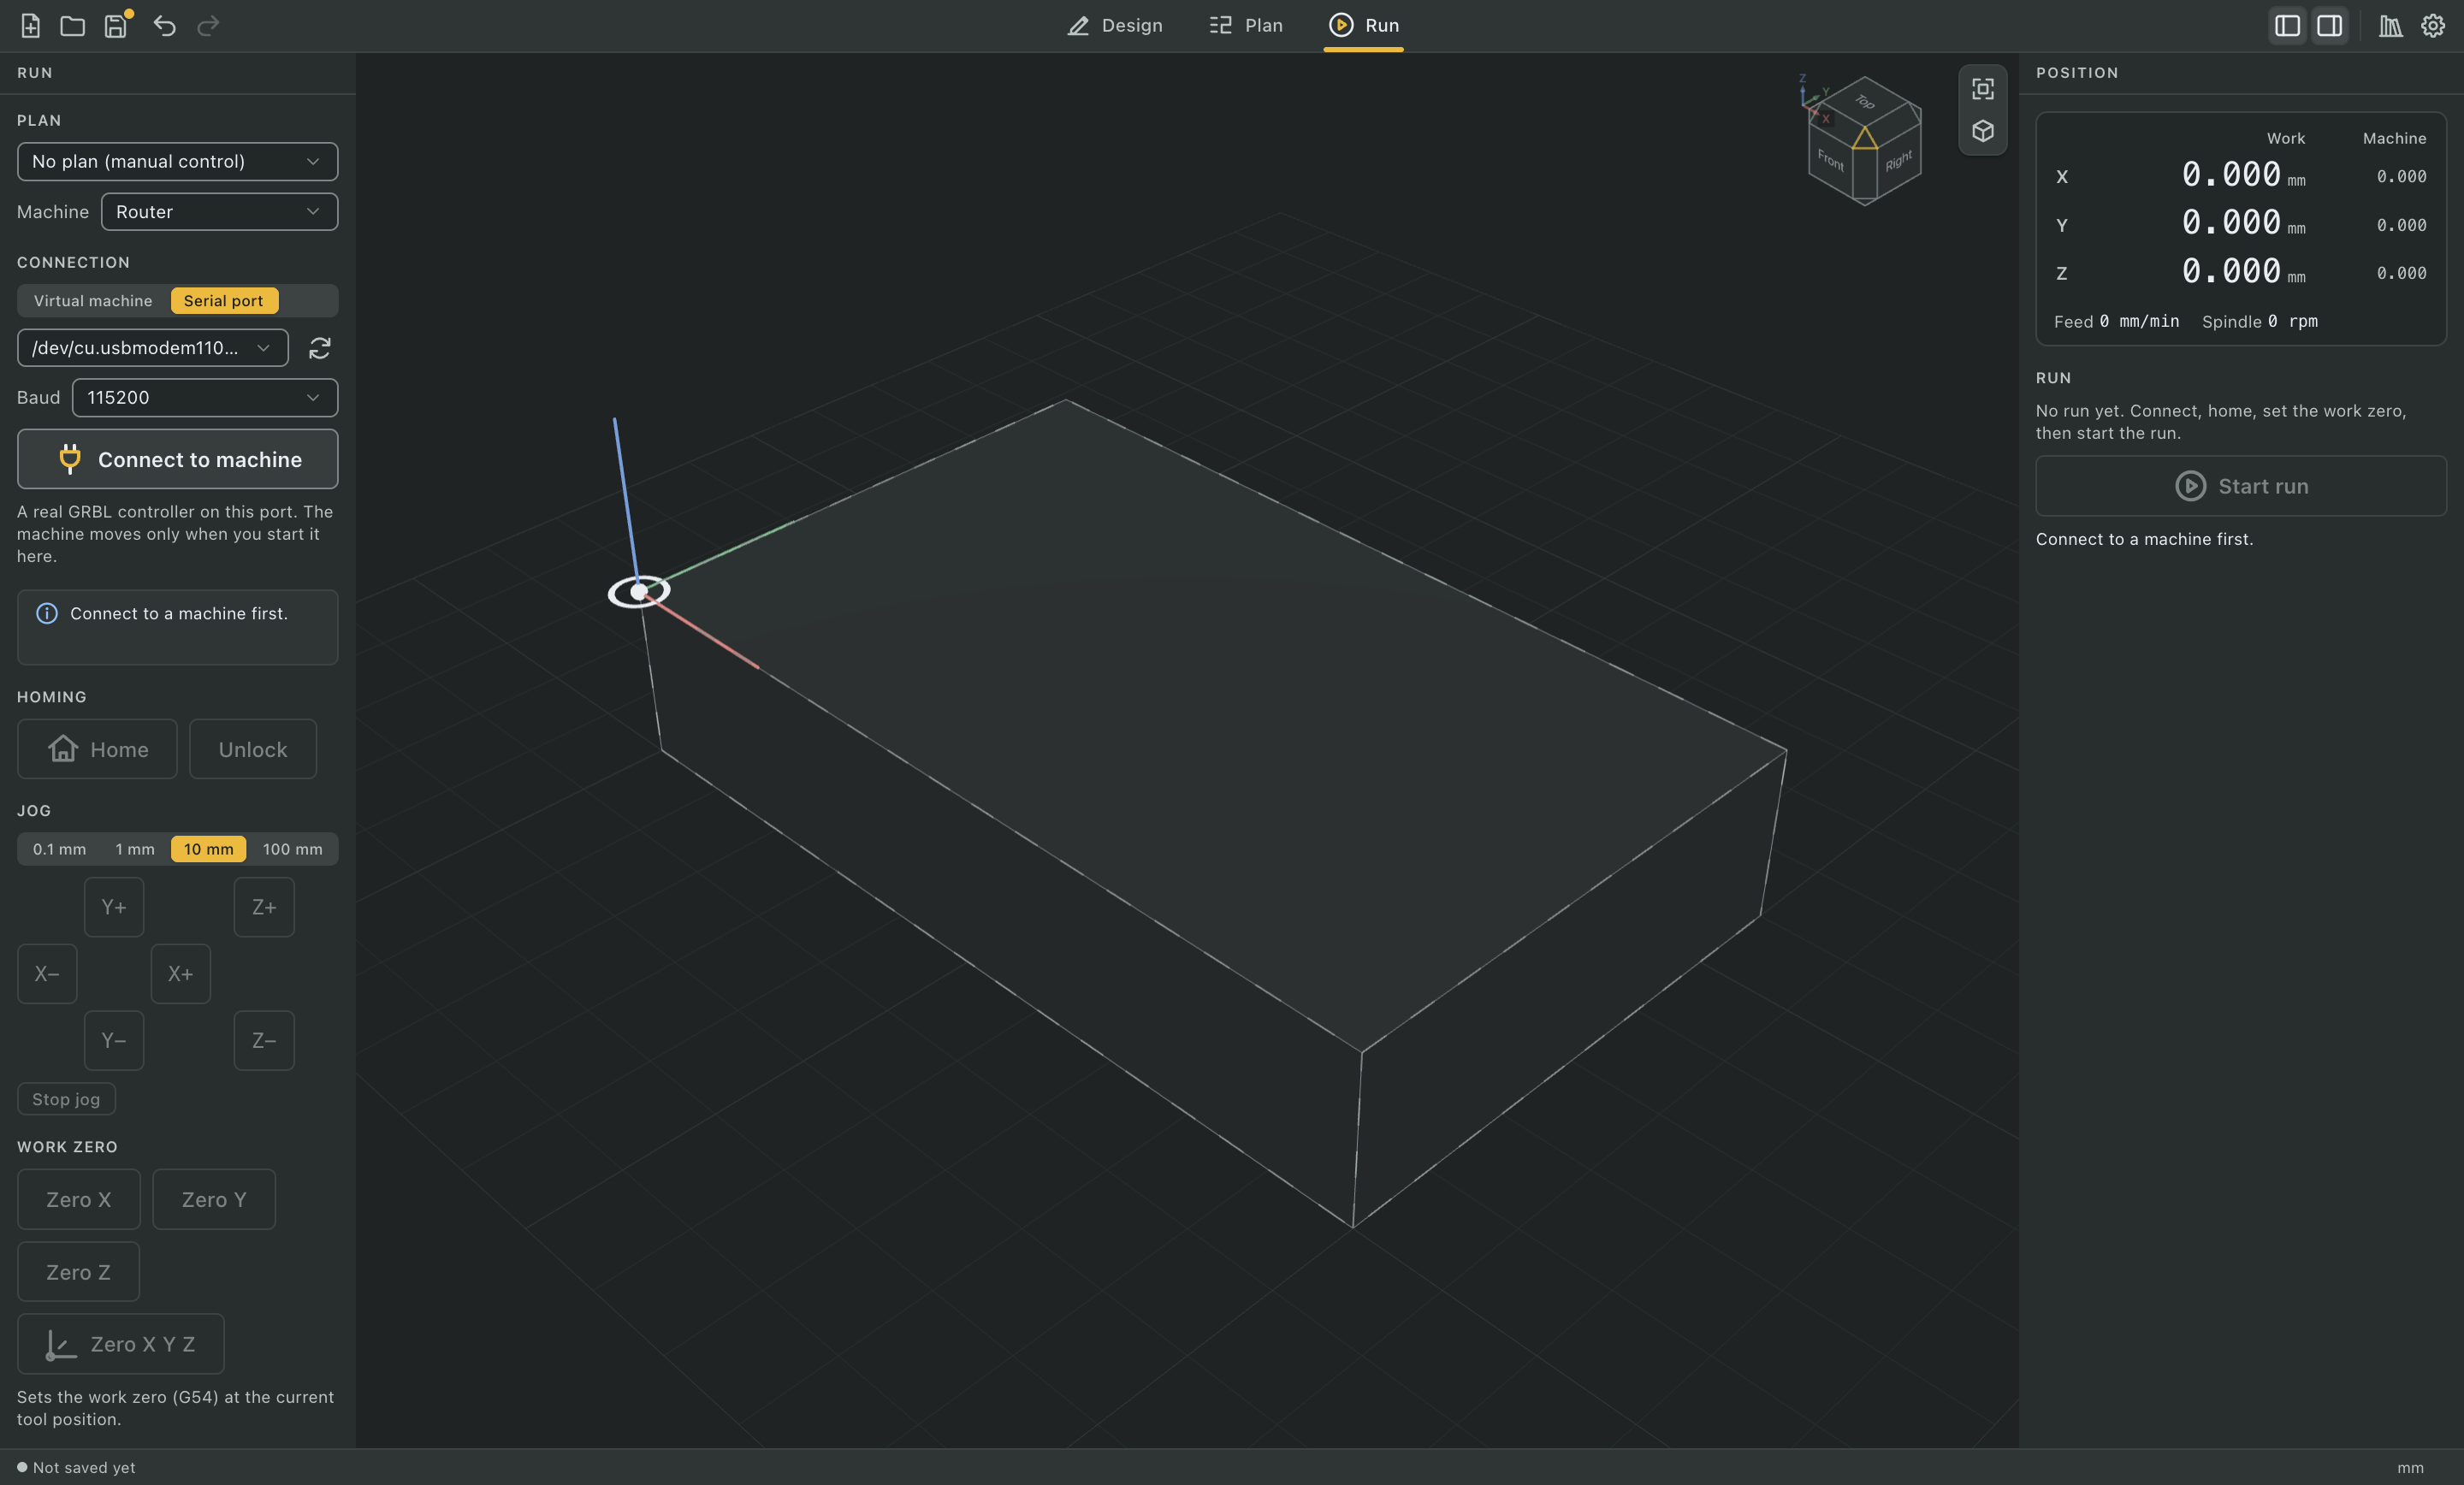 Design
Plan
Run
RUN
PLAN
No plan (manual control)
Machine
Router
CONNECTION
Virtual machine
Serial port
/dev/cu.usbmodem110...
Baud
115200
Connect to machine
A real GRBL controller on this port. The
machine moves only when you start it
here.
Connect to a machine first.
HOMING
Home
Unlock
JOG
0.1 mm
1 mm
10 mm
100 mm
Y+
Z+
X−
X+
Y−
Z−
Stop jog
WORK ZERO
Zero X
Zero Y
Zero Z
Zero X Y Z
Sets the work zero (G54) at the current
tool position.
Z
Y
X
Top
Front
Right
POSITION
Work
Machine
X 0.000 mm 0.000
Y 0.000 mm 0.000
Z 0.000 mm 0.000
Feed 0 mm/min Spindle 0 rpm
RUN
No run yet. Connect, home, set the work zero,
then start the run.
Start run
Connect to a machine first.
Not saved yet
mm